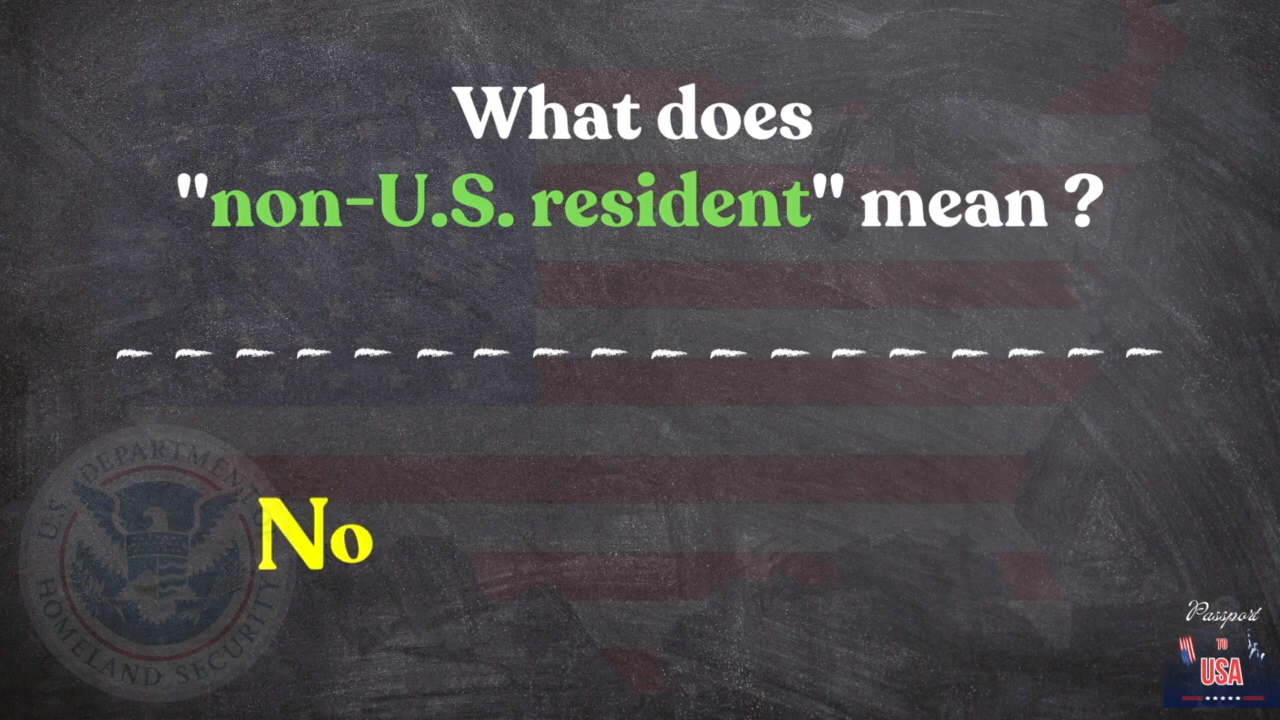 What does
"non-U.S. resident" mean ?
No
U.S. DEPARTMENT OF
HOMELAND SECURITY
Passport
TO
USA